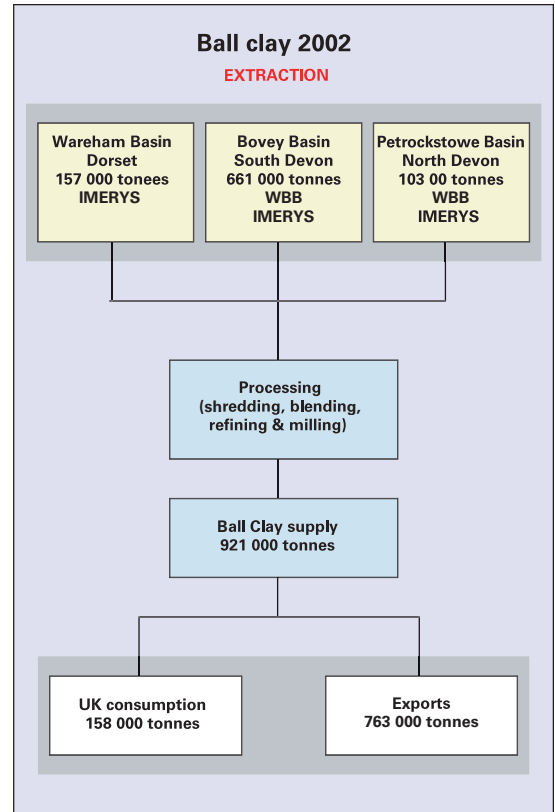 Ball clay 2002
EXTRACTION
Wareham Basin
Dorset
157 000 tonees
IMERYS
Bovey Basin
South Devon
661 000 tonnes
WBB
IMERYS
Petrockstowe Basin
North Devon
103 00 tonnes
WBB
IMERYS
Processing
(shredding, blending,
refining & milling)
Ball Clay supply
921 000 tonnes
UK consumption
158 000 tonnes
Exports
763 000 tonnes